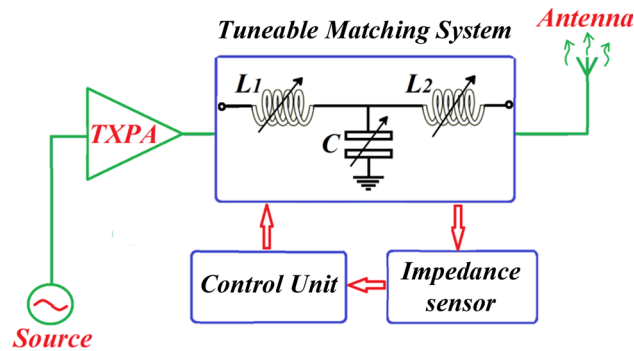 Tuneable Matching System
Antenna
L1
L2
TXPA
C
Control Unit
Impedance
sensor
Source